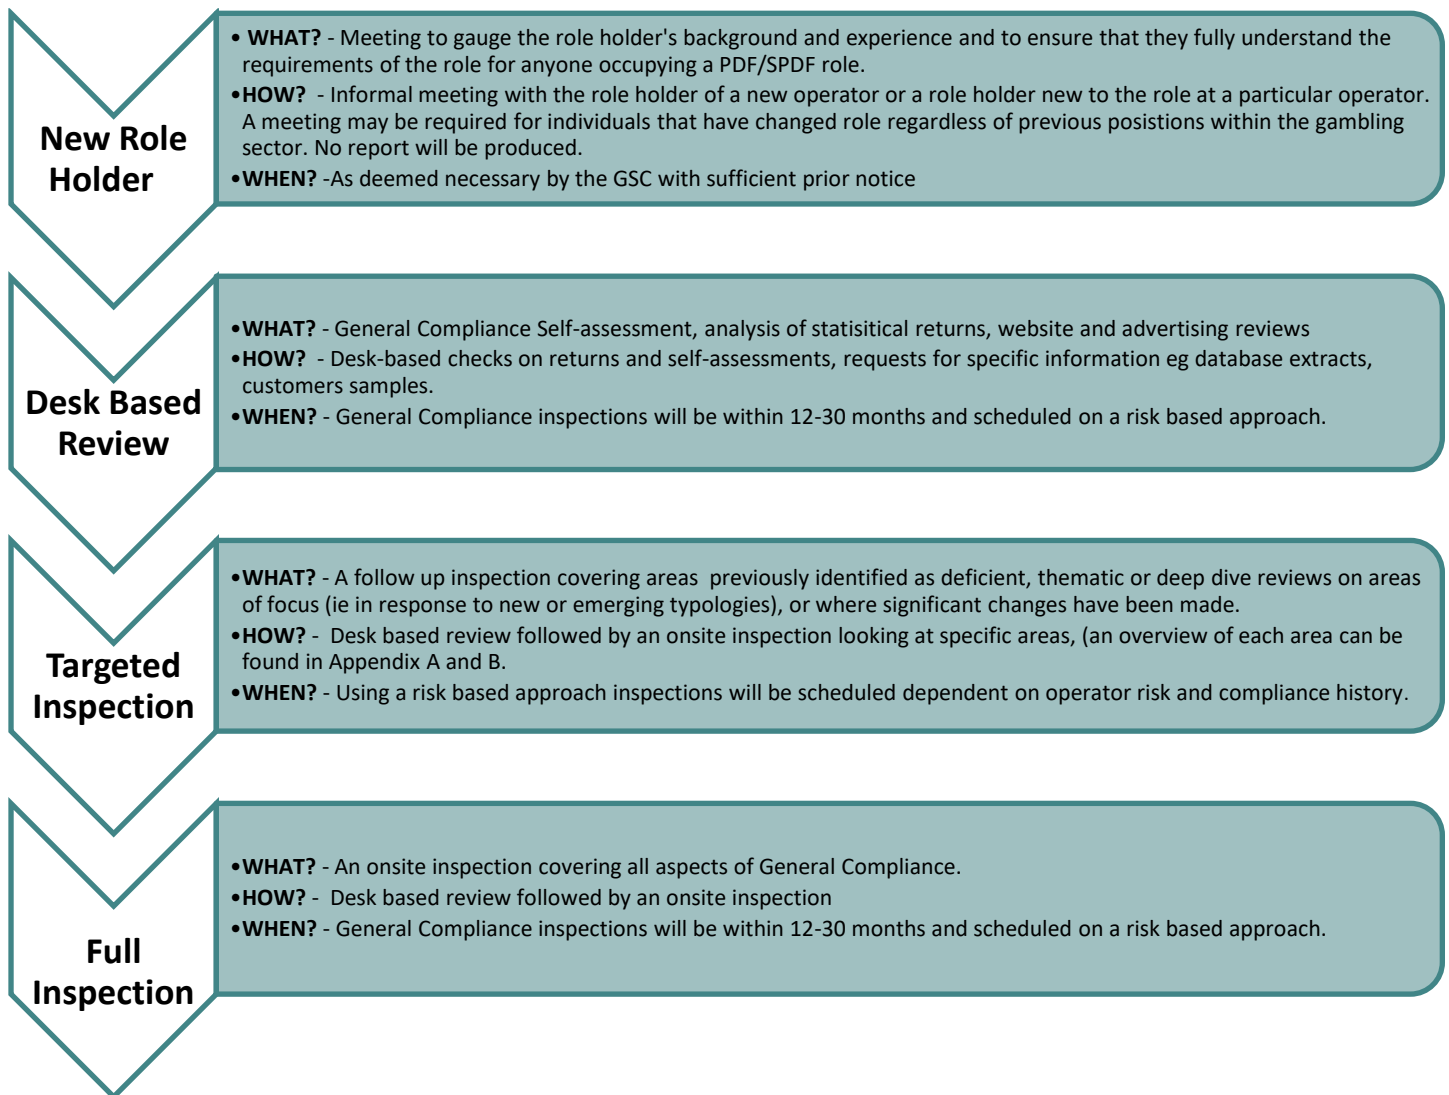 New Role
Holder
• WHAT? - Meeting to gauge the role holder's background and experience and to ensure that they fully understand the
requirements of the role for anyone occupying a PDF/SPDF role.
•HOW? - Informal meeting with the role holder of a new operator or a role holder new to the role at a particular operator.
A meeting may be required for individuals that have changed role regardless of previous posistions within the gambling
sector. No report will be produced.
•WHEN? -As deemed necessary by the GSC with sufficient prior notice
Desk Based
Review
•WHAT? - General Compliance Self-assessment, analysis of statisitical returns, website and advertising reviews
•HOW? - Desk-based checks on returns and self-assessments, requests for specific information eg database extracts,
customers samples.
•WHEN? - General Compliance inspections will be within 12-30 months and scheduled on a risk based approach.
Targeted
Inspection
•WHAT? - A follow up inspection covering areas previously identified as deficient, thematic or deep dive reviews on areas
of focus (ie in response to new or emerging typologies), or where significant changes have been made.
•HOW? - Desk based review followed by an onsite inspection looking at specific areas, (an overview of each area can be
found in Appendix A and B.
•WHEN? - Using a risk based approach inspections will be scheduled dependent on operator risk and compliance history.
Full
Inspection
•WHAT? - An onsite inspection covering all aspects of General Compliance.
•HOW? - Desk based review followed by an onsite inspection
•WHEN? - General Compliance inspections will be within 12-30 months and scheduled on a risk based approach.